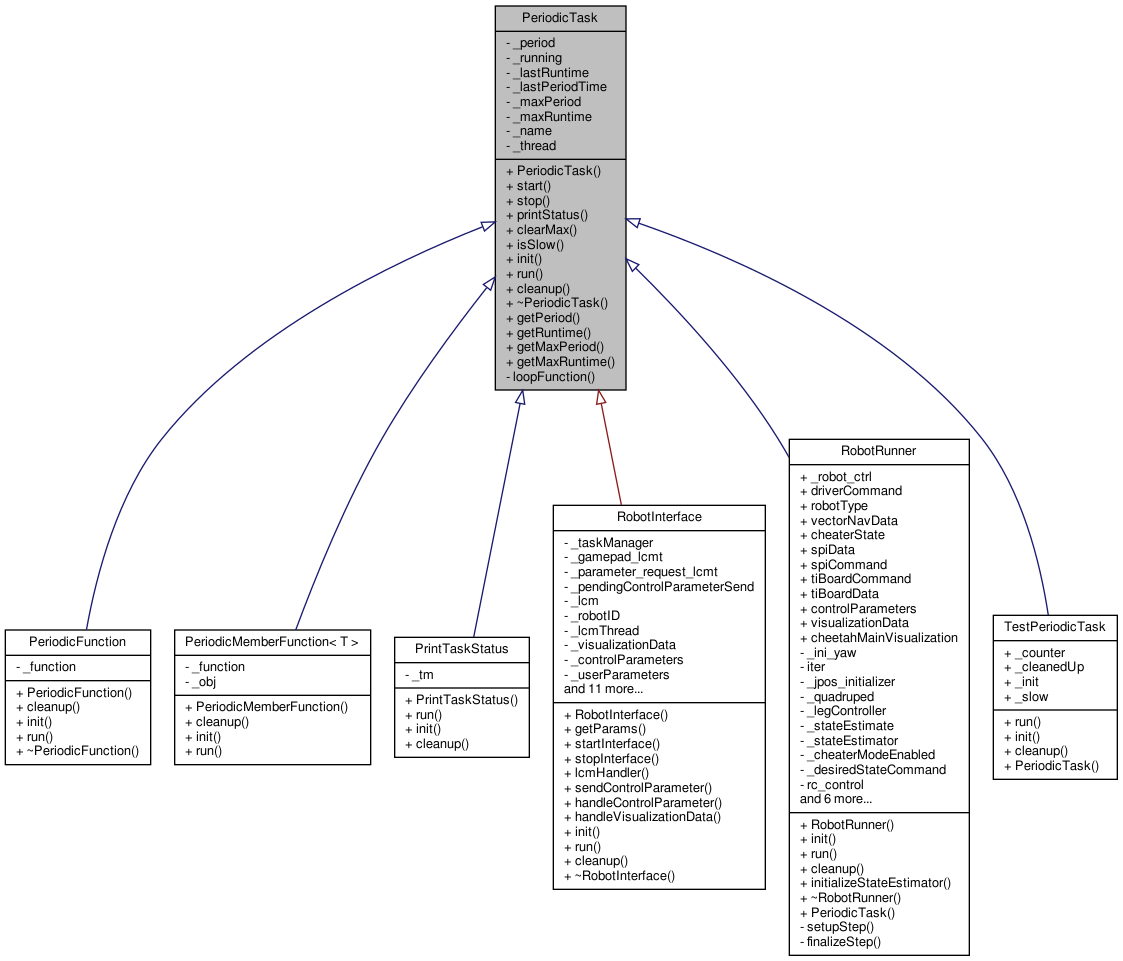 PeriodicTask
- _period
- _running
- _lastRuntime
- _lastPeriodTime
- _maxPeriod
- _maxRuntime
- _name
- _thread
+ PeriodicTask()
+ start()
+ stop()
+ printStatus()
+ clearMax()
+ isSlow()
+ init()
+ run()
+ cleanup()
+ ~PeriodicTask()
+ getPeriod()
+ getRuntime()
+ getMaxPeriod()
+ getMaxRuntime()
- loopFunction()
PeriodicFunction
- _function
+ PeriodicFunction()
+ cleanup()
+ init()
+ run()
+ ~PeriodicFunction()
PeriodicMemberFunction< T >
- _function
- _obj
+ PeriodicMemberFunction()
+ cleanup()
+ init()
+ run()
PrintTaskStatus
- _tm
+ PrintTaskStatus()
+ run()
+ init()
+ cleanup()
RobotInterface
- _taskManager
- _gamepad_lcmt
- _parameter_request_lcmt
- _pendingControlParameterSend
- _lcm
- _robotID
- _lcmThread
- _visualizationData
- _controlParameters
- _userParameters
and 11 more...
+ RobotInterface()
+ getParams()
+ startInterface()
+ stopInterface()
+ lcmHandler()
+ sendControlParameter()
+ handleControlParameter()
+ handleVisualizationData()
+ init()
+ run()
+ cleanup()
+ ~RobotInterface()
RobotRunner
+ _robot_ctrl
+ driverCommand
+ robotType
+ vectorNavData
+ cheaterState
+ spiData
+ spiCommand
+ tiBoardCommand
+ tiBoardData
+ controlParameters
+ visualizationData
+ cheetahMainVisualization
- _ini_yaw
- iter
- _jpos_initializer
- _quadruped
- _legController
- _stateEstimate
- _stateEstimator
- _cheaterModeEnabled
- _desiredStateCommand
- rc_control
and 6 more...
+ RobotRunner()
+ init()
+ run()
+ cleanup()
+ initializeStateEstimator()
+ ~RobotRunner()
+ PeriodicTask()
- setupStep()
- finalizeStep()
TestPeriodicTask
+ _counter
+ _cleanedUp
+ _init
+ _slow
+ run()
+ init()
+ cleanup()
+ PeriodicTask()